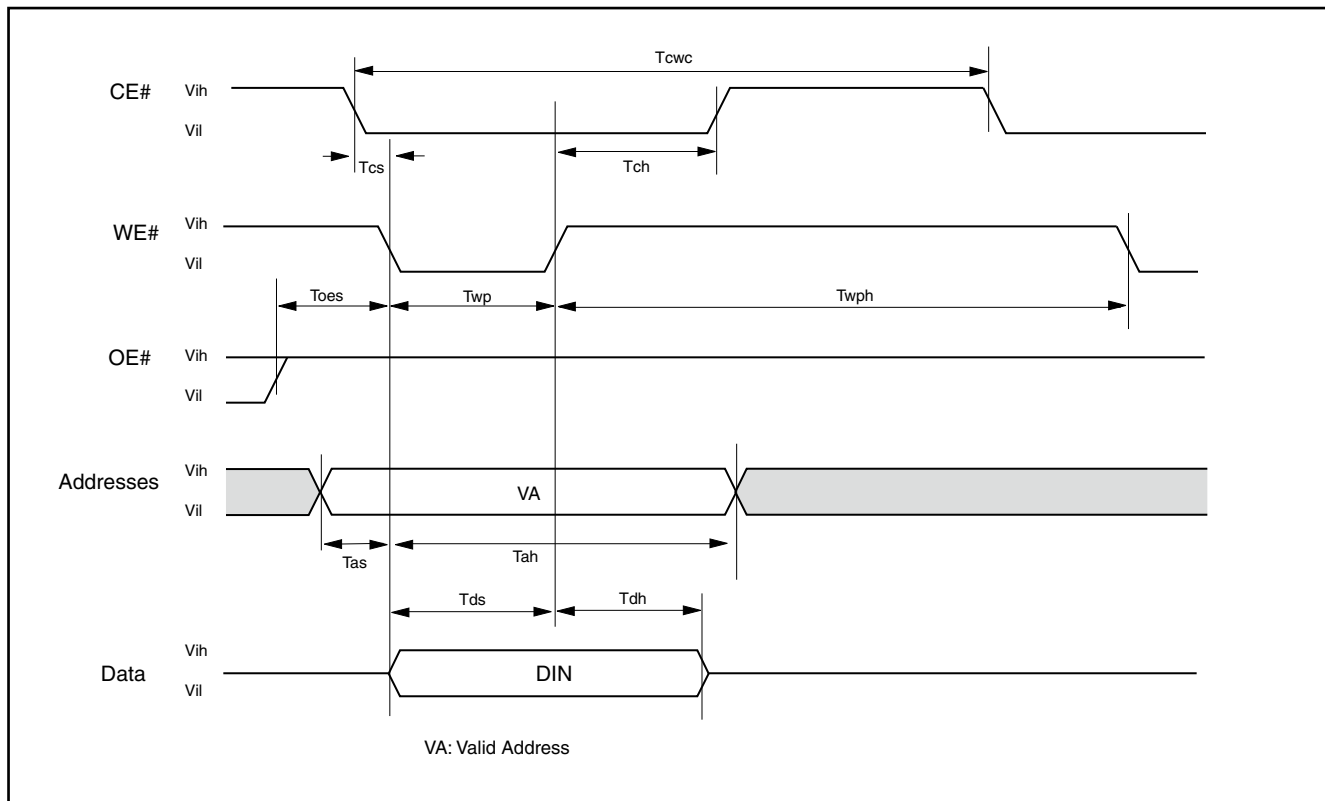 Tcwc
CE#
Vih
Vil
Tcs
Tch
WE#
Vih
Vil
Toes
Twp
Twph
OE#
Vih
Vil
Addresses
Vih
VA
Vil
Tas
Tah
Tds
Tdh
Data
Vih
DIN
Vil
VA: Valid Address